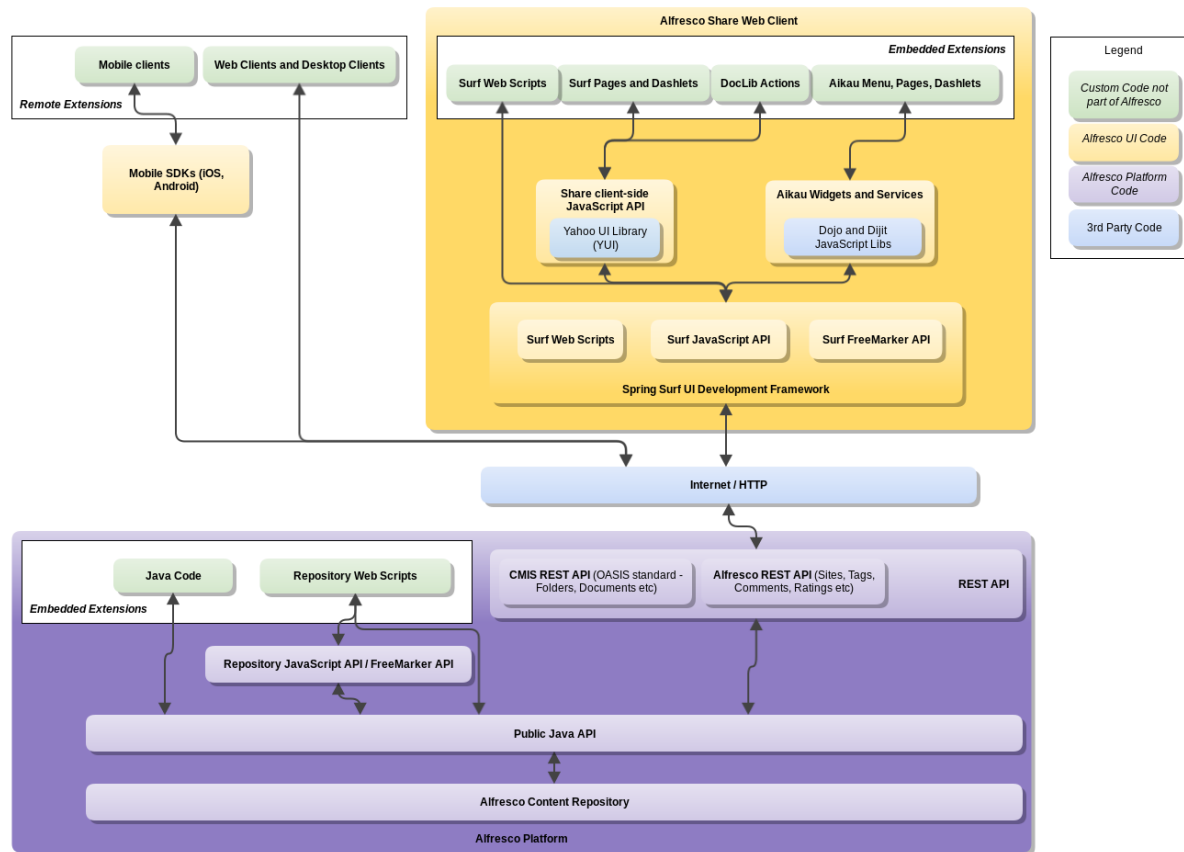 Alfresco Share Web Client
Embedded Extensions
Mobile clients
Web Clients and Desktop Clients
Remote Extensions
Surf Web Scripts
Surf Pages and Dashlets
DocLib Actions
Aikau Menu, Pages, Dashlets
Legend
Custom Code not
part of Alfresco
Alfresco UI Code
Alfresco Platform
Code
3rd Party Code
Mobile SDKs (iOS,
Android)
Share client-side
JavaScript API
Yahoo UI Library
(YUI)
Aikau Widgets and Services
Dojo and Dijit
JavaScript Libs
Surf Web Scripts
Surf JavaScript API
Surf FreeMarker API
Spring Surf UI Development Framework
Internet / HTTP
Java Code
Repository Web Scripts
Embedded Extensions
CMIS REST API (OASIS standard -
Folders, Documents etc)
Alfresco REST API (Sites, Tags,
Comments, Ratings etc)
REST API
Repository JavaScript API / FreeMarker API
Public Java API
Alfresco Content Repository
Alfresco Platform